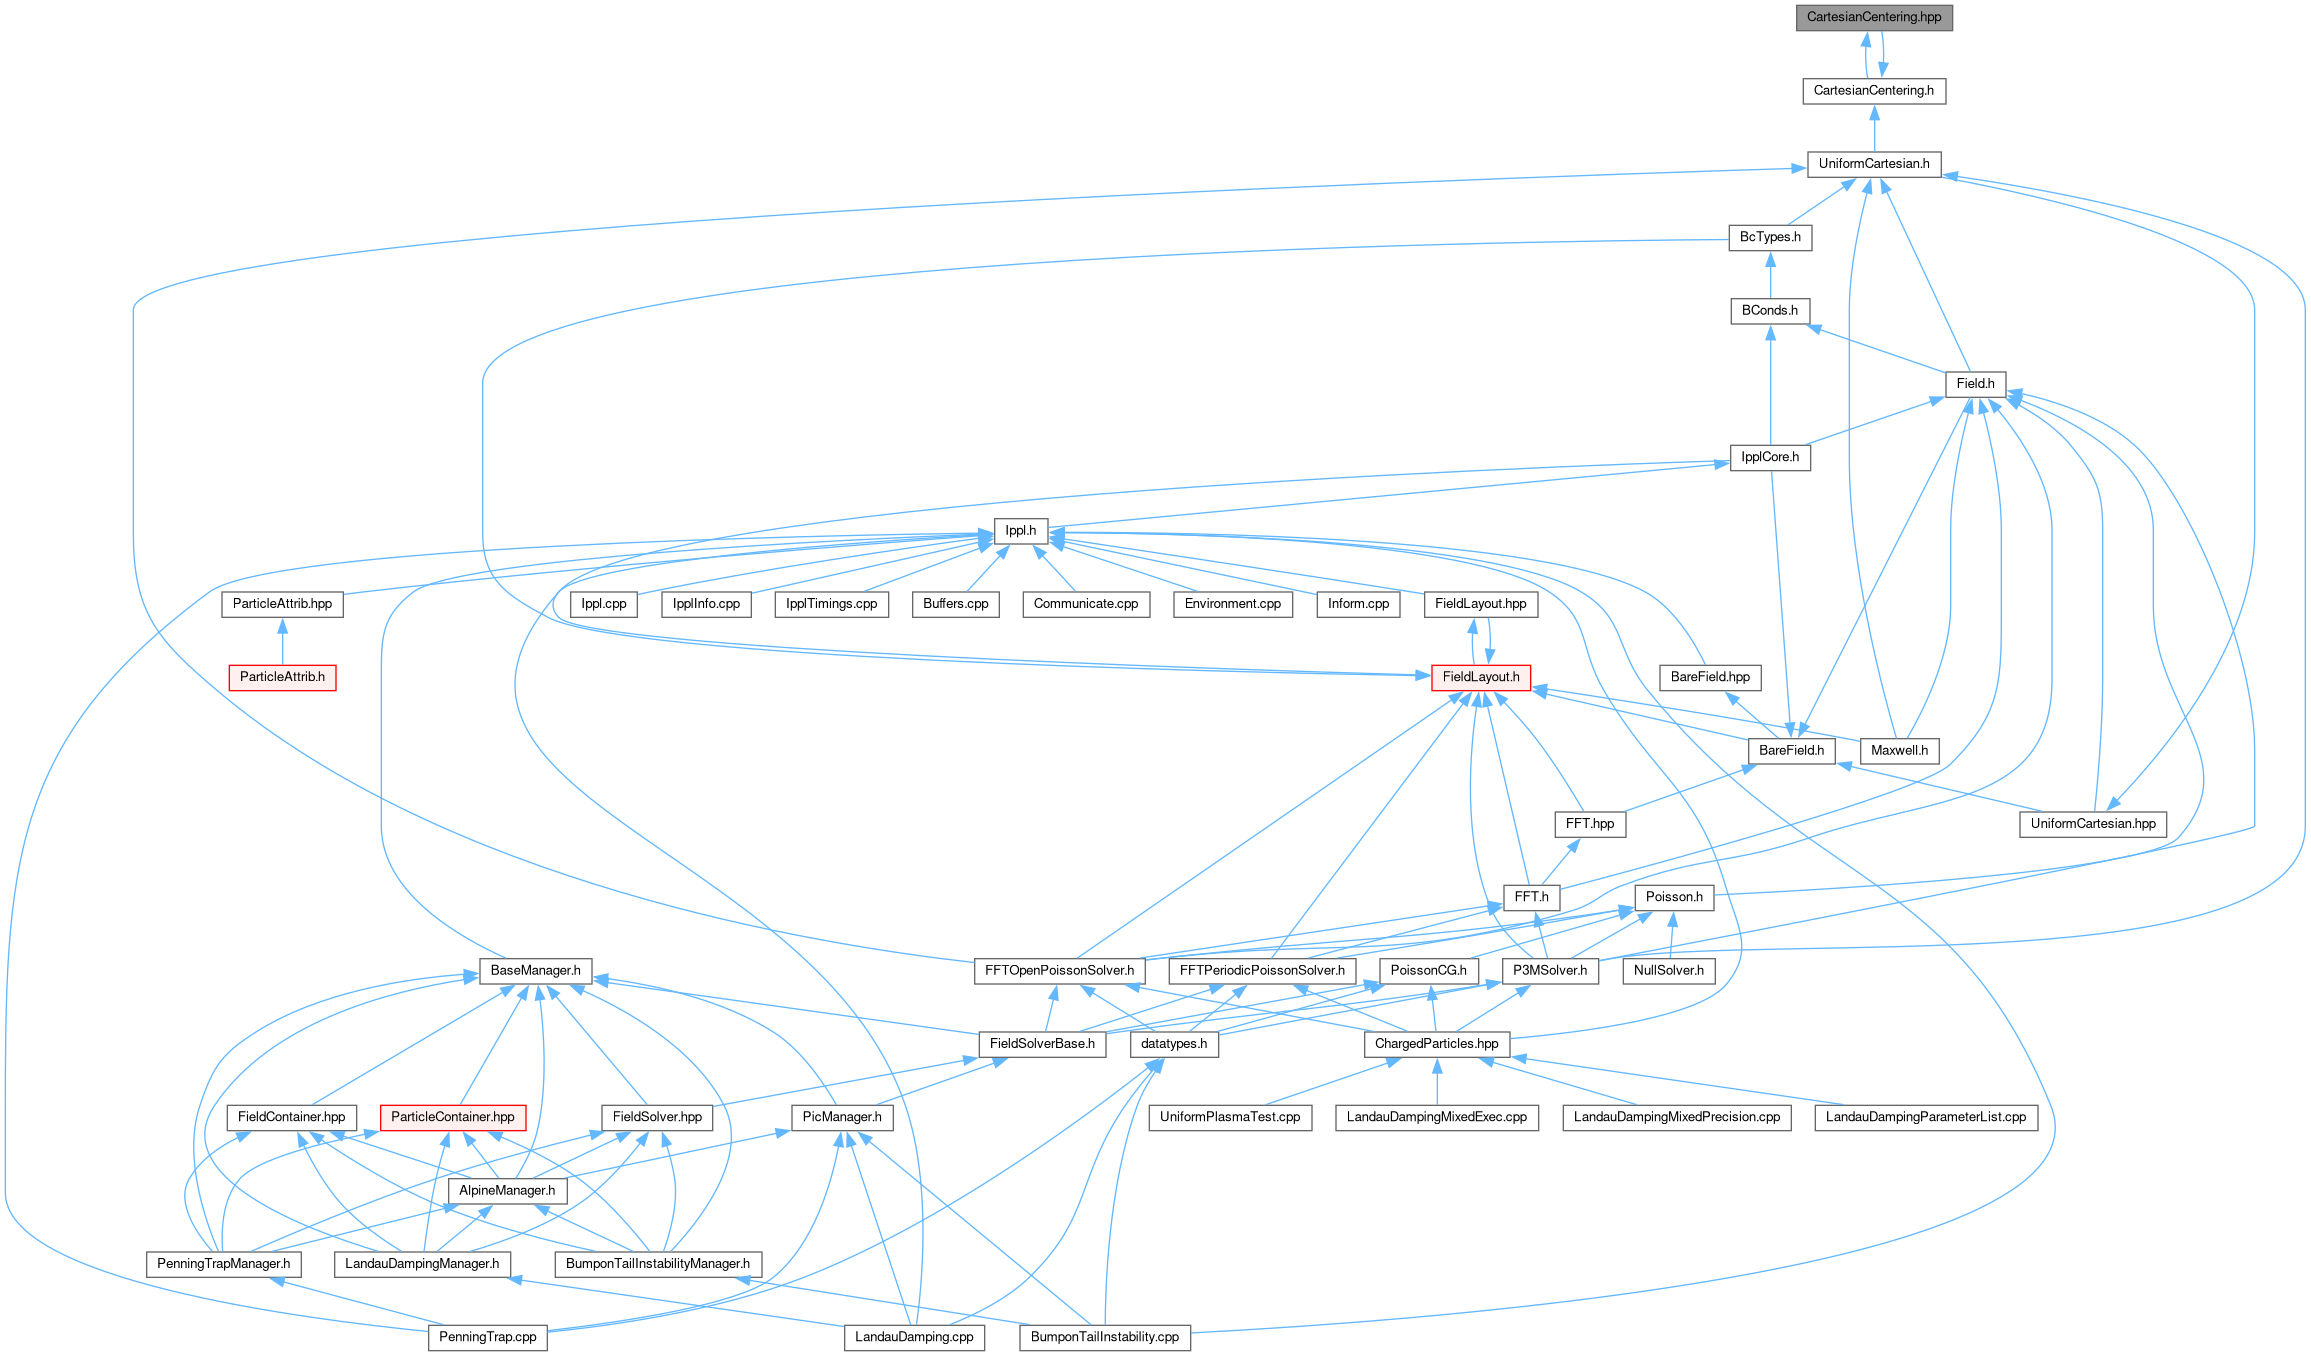 CartesianCentering.hpp
CartesianCentering.h
UniformCartesian.h
BcTypes.h
BConds.h
Field.h
IpplCore.h
Ippl.h
ParticleAttrib.hpp
Ippl.cpp
IpplInfo.cpp
IpplTimings.cpp
Buffers.cpp
Communicate.cpp
Environment.cpp
Inform.cpp
FieldLayout.hpp
ParticleAttrib.h
FieldLayout.h
BareField.hpp
BareField.h
Maxwell.h
FFT.hpp
UniformCartesian.hpp
FFT.h
Poisson.h
BaseManager.h
FFTOpenPoissonSolver.h
FFTPeriodicPoissonSolver.h
PoissonCG.h
P3MSolver.h
NullSolver.h
FieldSolverBase.h
datatypes.h
ChargedParticles.hpp
FieldContainer.hpp
ParticleContainer.hpp
FieldSolver.hpp
PicManager.h
UniformPlasmaTest.cpp
LandauDampingMixedExec.cpp
LandauDampingMixedPrecision.cpp
LandauDampingParameterList.cpp
AlpineManager.h
PenningTrapManager.h
LandauDampingManager.h
BumponTailInstabilityManager.h
PenningTrap.cpp
LandauDamping.cpp
BumponTailInstability.cpp